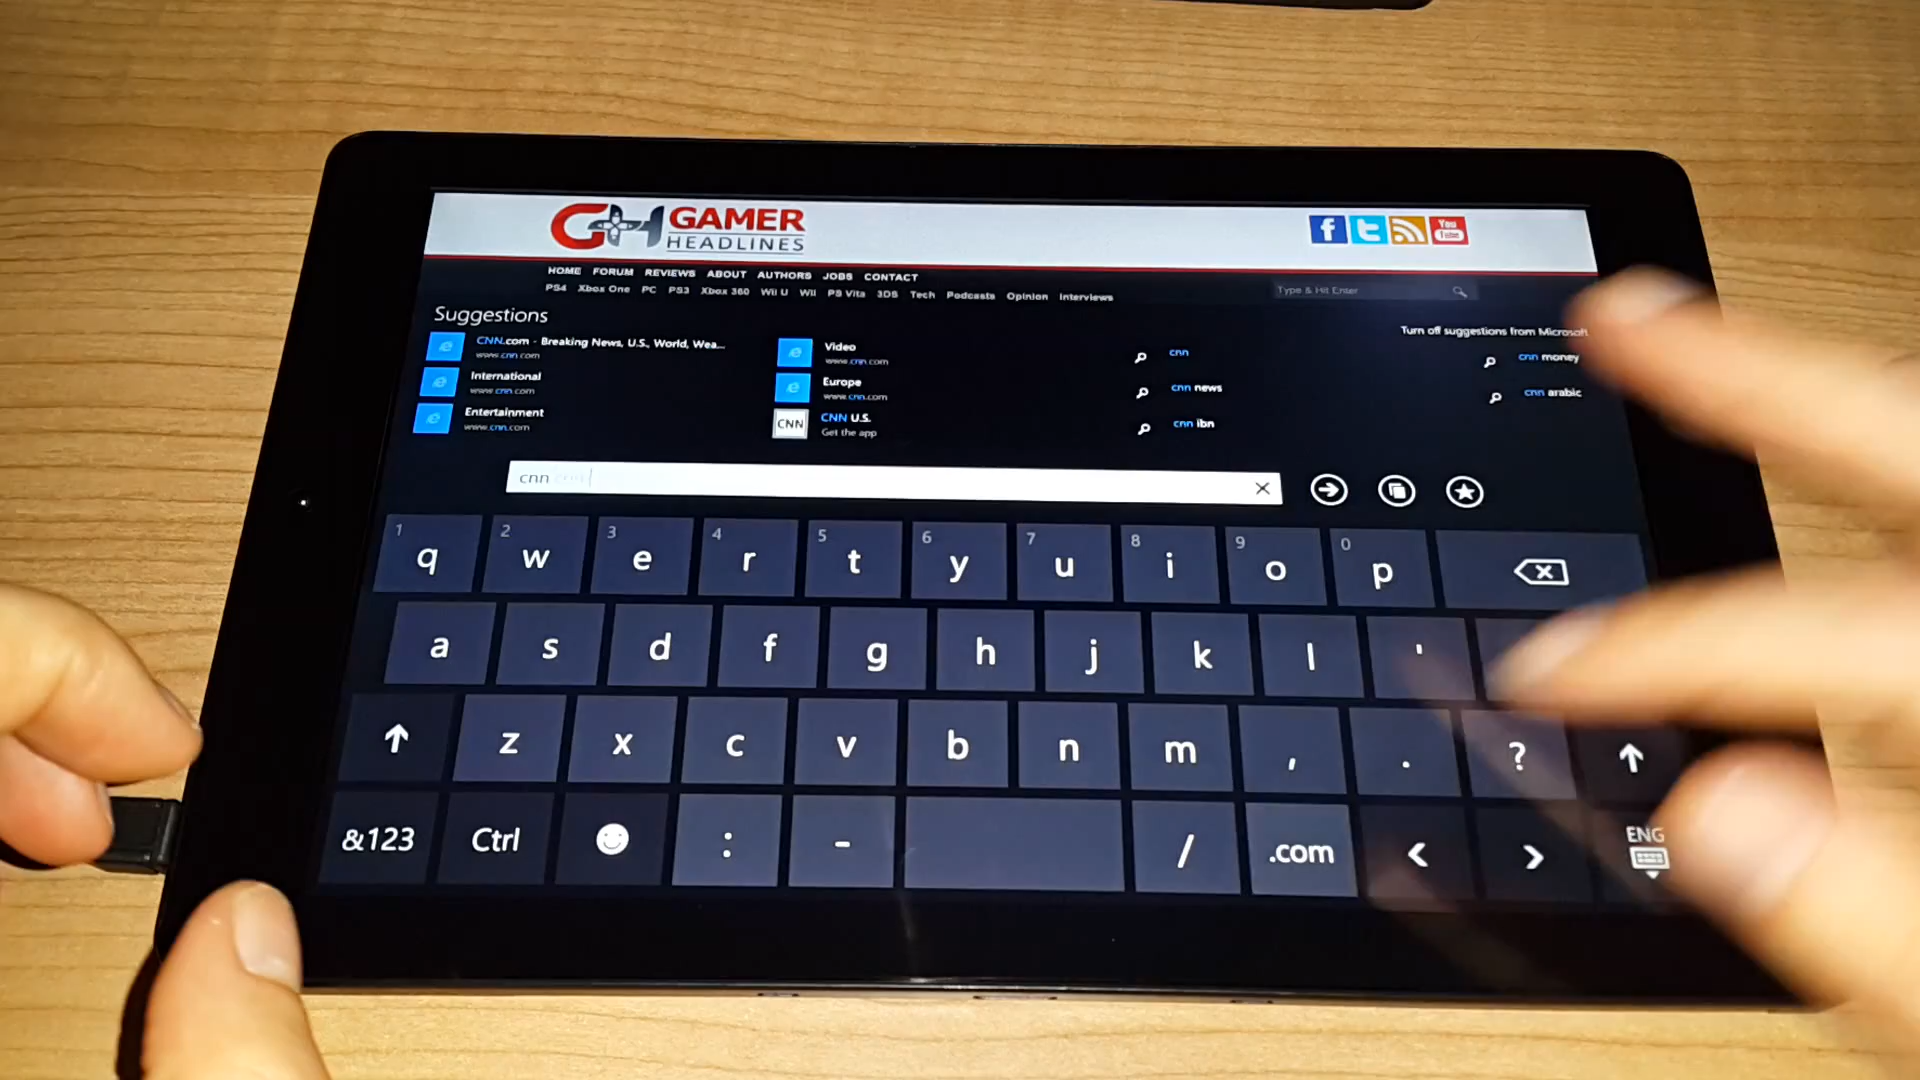 GH GAMER
HEADLINES
You
Tube
HOME FORUM REVIEWS ABOUT AUTHORS JOBS CONTACT
PS4 Xbox One PC PS3 Xbox 360 Wii U Wii PS Vita 3DS Tech Podcasts Opinion Interviews
Type & Hit Enter
Suggestions
Turn off suggestions from Microsoft
CNN.com - Breaking News, U.S., World, Wea...
www.cnn.com
International
www.cnn.com
Entertainment
www.cnn.com
Video
www.cnn.com
Europe
www.cnn.com
CNN
CNN U.S.
Get the app
cnn
cnn news
cnn ibn
cnn money
cnn arabic
cnn
1 2 3 4 5 6 7 8 9 0
q w e r t y u i o p
a s d f g h j k l '
z x c v b n m , . ?
&123 Ctrl : - / .com < > ENG